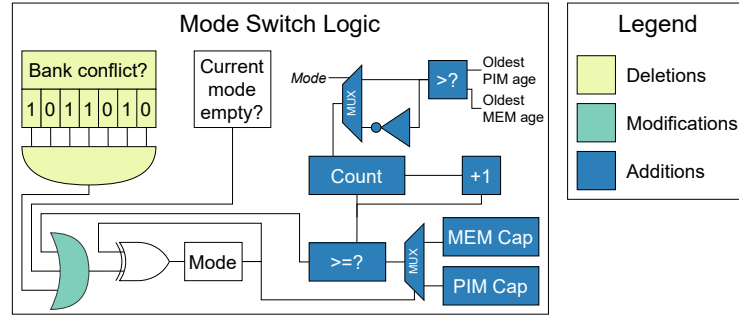 Mode Switch Logic
Bank conflict?
1 0 1 1 0 1 0
Current
mode
empty?
Mode
MUX
>?
Oldest
PIM age
Oldest
MEM age
Count
+1
Mode
>=?
MUX
MEM Cap
PIM Cap
Legend
Deletions
Modifications
Additions